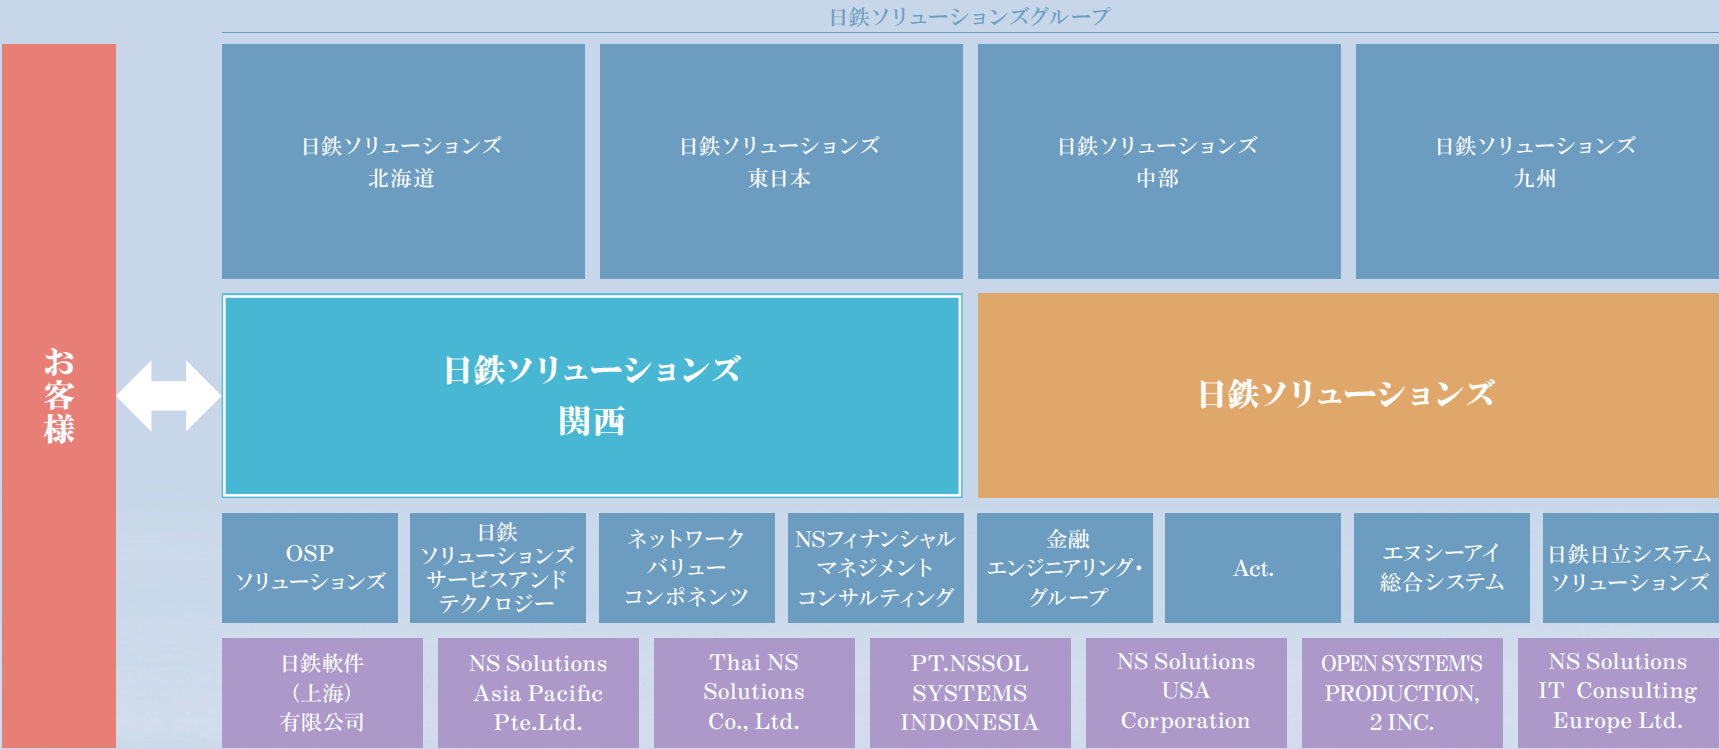 日鉄ソリューションズグループ
お客様
日鉄ソリューションズ
北海道
日鉄ソリューションズ
東日本
日鉄ソリューションズ
中部
日鉄ソリューションズ
九州
日鉄ソリューションズ
関西
日鉄ソリューションズ
OSP
ソリューションズ
日鉄
ソリューションズ
サービスアンド
テクノロジー
ネットワーク
バリュー
コンポネンツ
NSフィナンシャル
マネジメント
コンサルティング
金融
エンジニアリング・
グループ
Act.
エヌシーアイ
総合システム
日鉄日立システム
ソリューションズ
日鉄軟件
（上海）
有限公司
NS Solutions
Asia Pacific
Pte.Ltd.
Thai NS
Solutions
Co., Ltd.
PT.NSSOL
SYSTEMS
INDONESIA
NS Solutions
USA
Corporation
OPEN SYSTEM'S
PRODUCTION,
2 INC.
NS Solutions
IT Consulting
Europe Ltd.